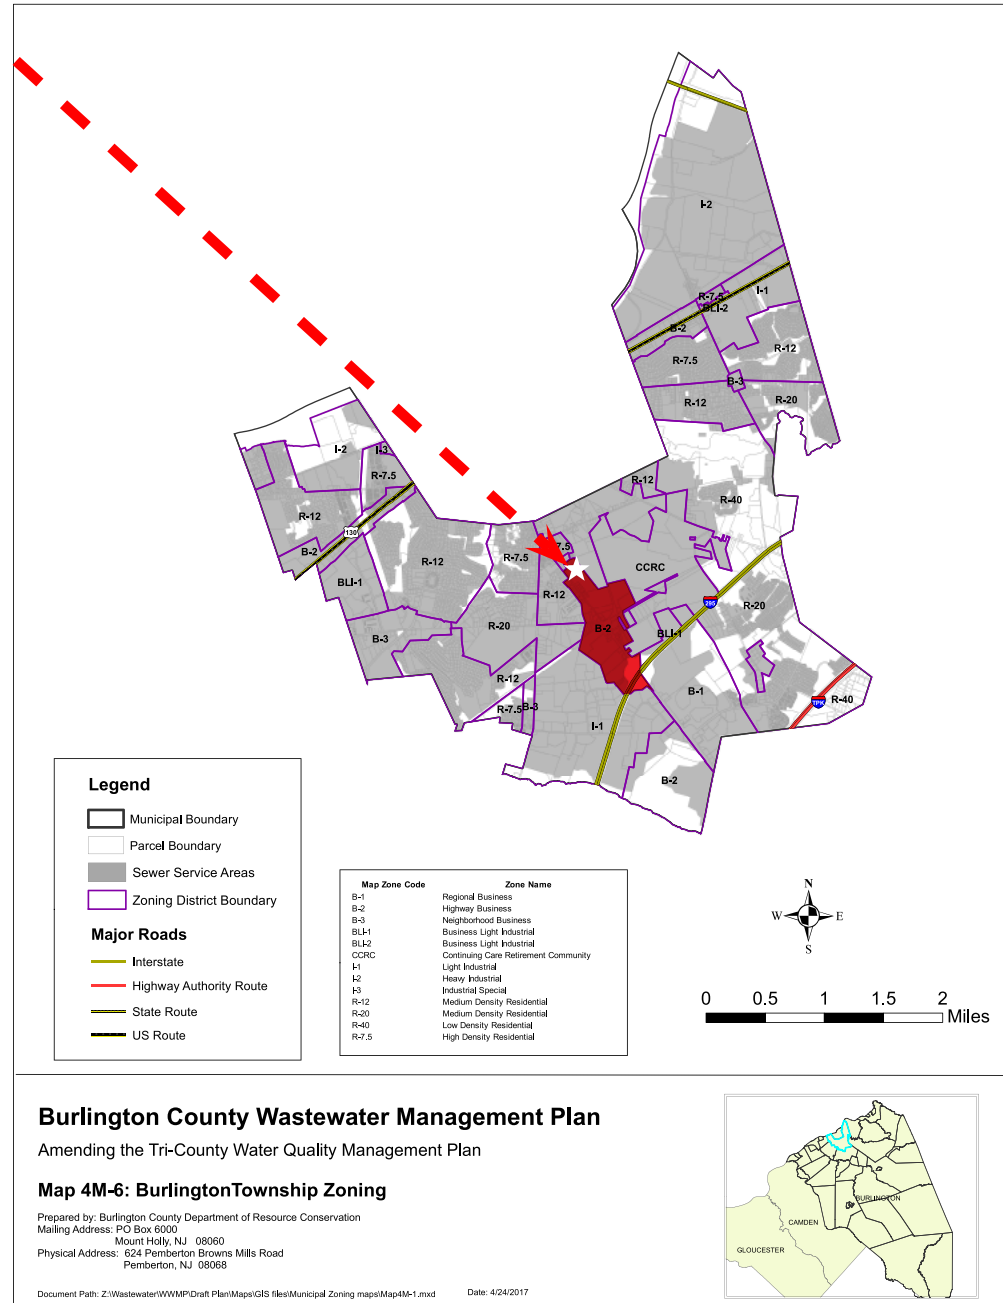 I-2
R-7.5
I-1
BLI-2
B-2
R-12
R-7.5
B-3
R-12
R-20
I-2
I-3
R-7.5
R-12
R-40
R-12
130
B-2
7.5
R-7.5
R-12
CCRC
BLI-1
R-12
295
R-20
R-20
B-2
BLI-1
B-3
R-12
B-1
R-40
TPK
R-7.5
B-3
I-1
B-2
Legend
Municipal Boundary
Parcel Boundary
Sewer Service Areas
Zoning District Boundary
Major Roads
Interstate
Highway Authority Route
State Route
US Route
Map Zone Code Zone Name
B-1 Regional Business
B-2 Highway Business
B-3 Neighborhood Business
BLI-1 Business Light Industrial
BLI-2 Business Light Industrial
CCRC Continuing Care Retirement Community
I-1 Light Industrial
I-2 Heavy Industrial
I-3 Industrial Special
R-12 Medium Density Residential
R-20 Medium Density Residential
R-40 Low Density Residential
R-7.5 High Density Residential
N
W E
S
0 0.5 1 1.5 2
Miles
Burlington County Wastewater Management Plan
Amending the Tri-County Water Quality Management Plan
Map 4M-6: BurlingtonTownship Zoning
Prepared by: Burlington County Department of Resource Conservation
Mailing Address: PO Box 6000
Mount Holly, NJ 08060
Physical Address: 624 Pemberton Browns Mills Road
Pemberton, NJ 08068
Document Path: Z:\Wastewater\WWMP\Draft Plan\Maps\GIS files\Municipal Zoning maps\Map4M-1.mxd Date: 4/24/2017
BURLINGTON
CAMDEN
GLOUCESTER